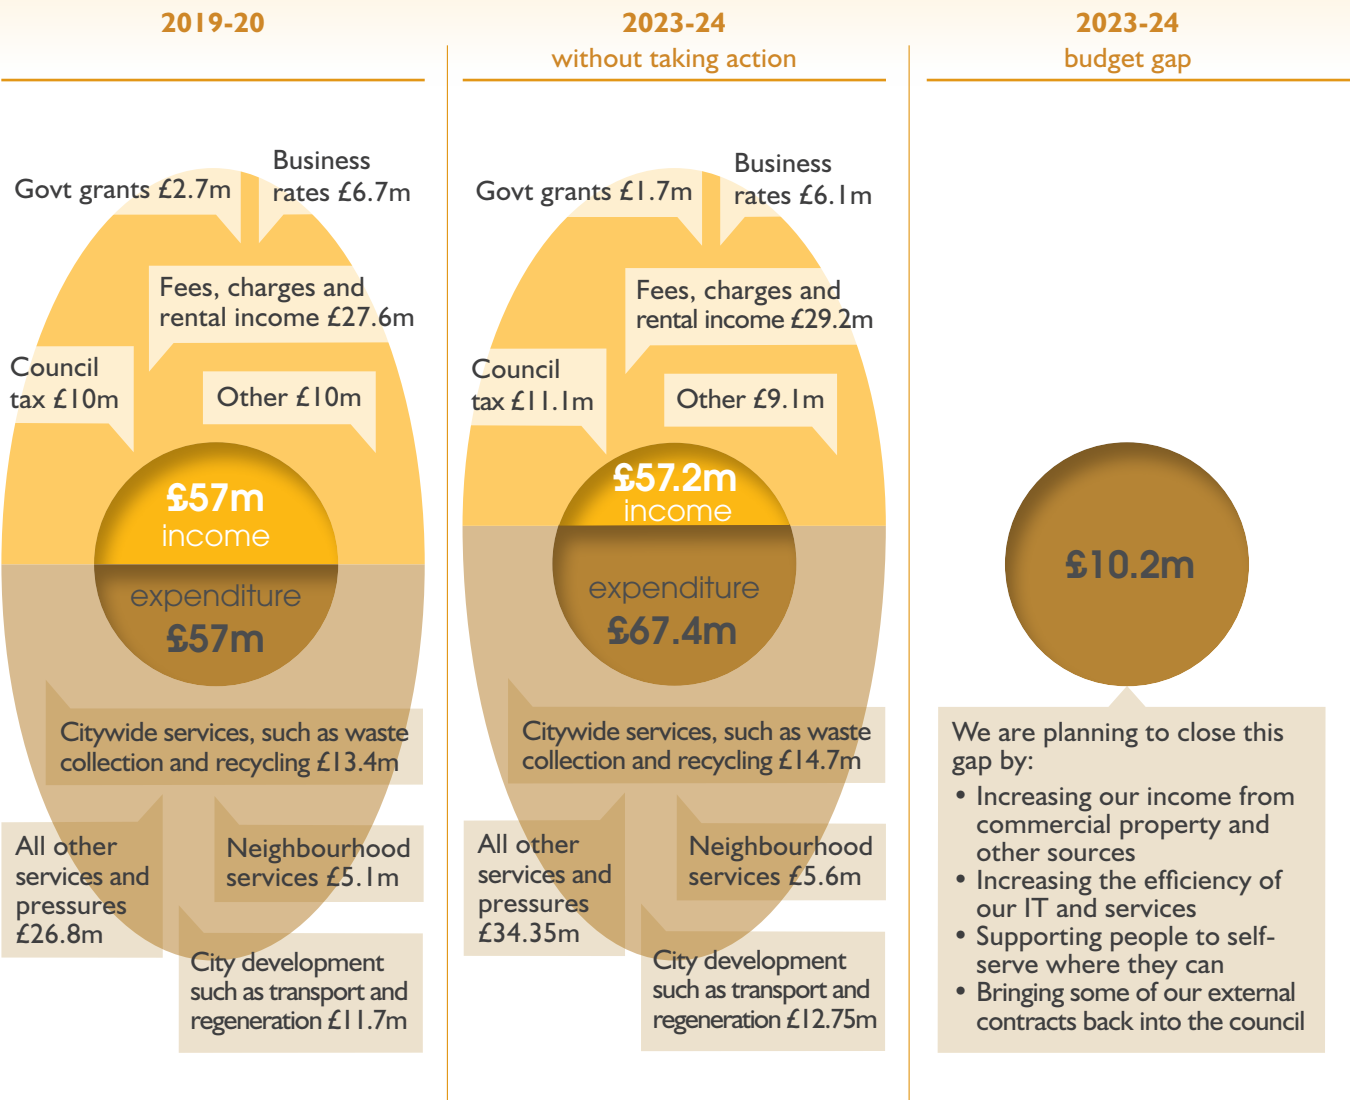 2019-20
Govt grants £2.7m
Business
rates £6.7m
Fees, charges and
rental income £27.6m
Council
tax £10m
Other £10m
£57m
income
expenditure
£57m
Citywide services, such as waste
collection and recycling £13.4m
All other
services and
pressures
£26.8m
Neighbourhood
services £5.1m
City development
such as transport and
regeneration £11.7m
2023-24
without taking action
Govt grants £1.7m
Business
rates £6.1m
Fees, charges and
rental income £29.2m
Council
tax £11.1m
Other £9.1m
£57.2m
income
expenditure
£67.4m
Citywide services, such as waste
collection and recycling £14.7m
All other
services and
pressures
£34.35m
Neighbourhood
services £5.6m
City development
such as transport and
regeneration £12.75m
2023-24
budget gap
£10.2m
We are planning to close this
gap by:
• Increasing our income from
commercial property and
other sources
• Increasing the efficiency of
our IT and services
• Supporting people to self-
serve where they can
• Bringing some of our external
contracts back into the council